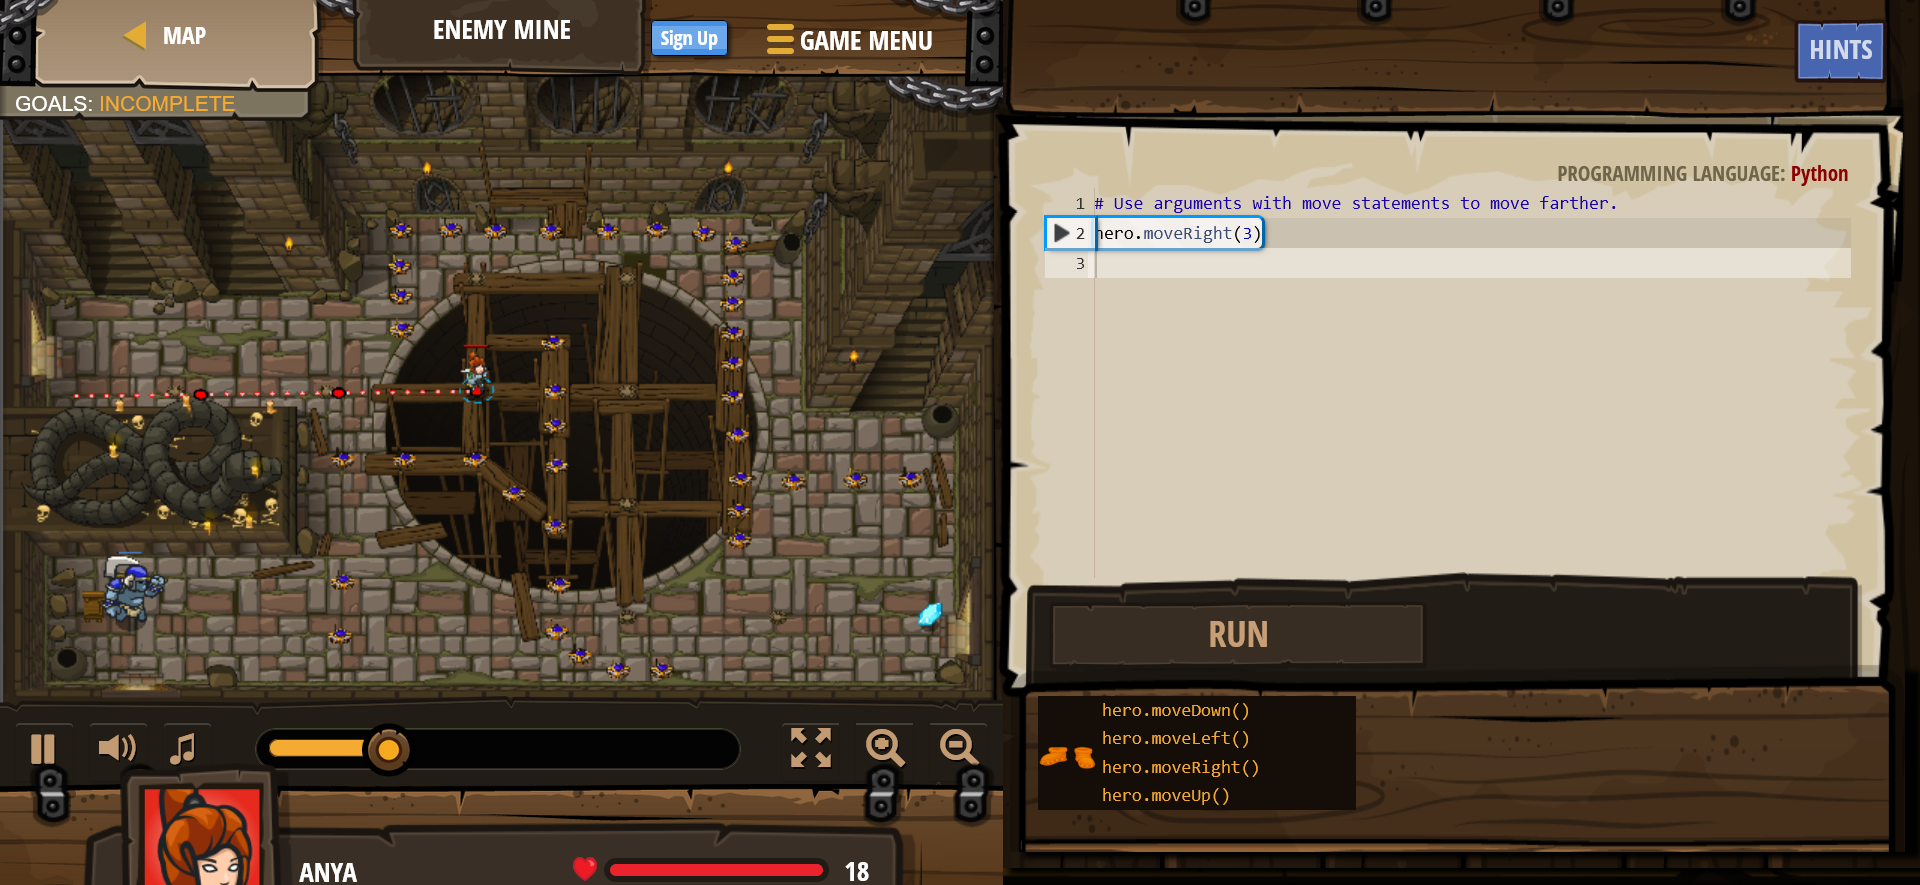 MAP
ENEMY MINE
Sign Up
GAME MENU
HINTS
GOALS: INCOMPLETE
PROGRAMMING LANGUAGE: Python
1 # Use arguments with move statements to move farther.
2 hero.moveRight(3)
3
RUN
hero.moveDown()
hero.moveLeft()
hero.moveRight()
hero.moveUp()
ANYA
18